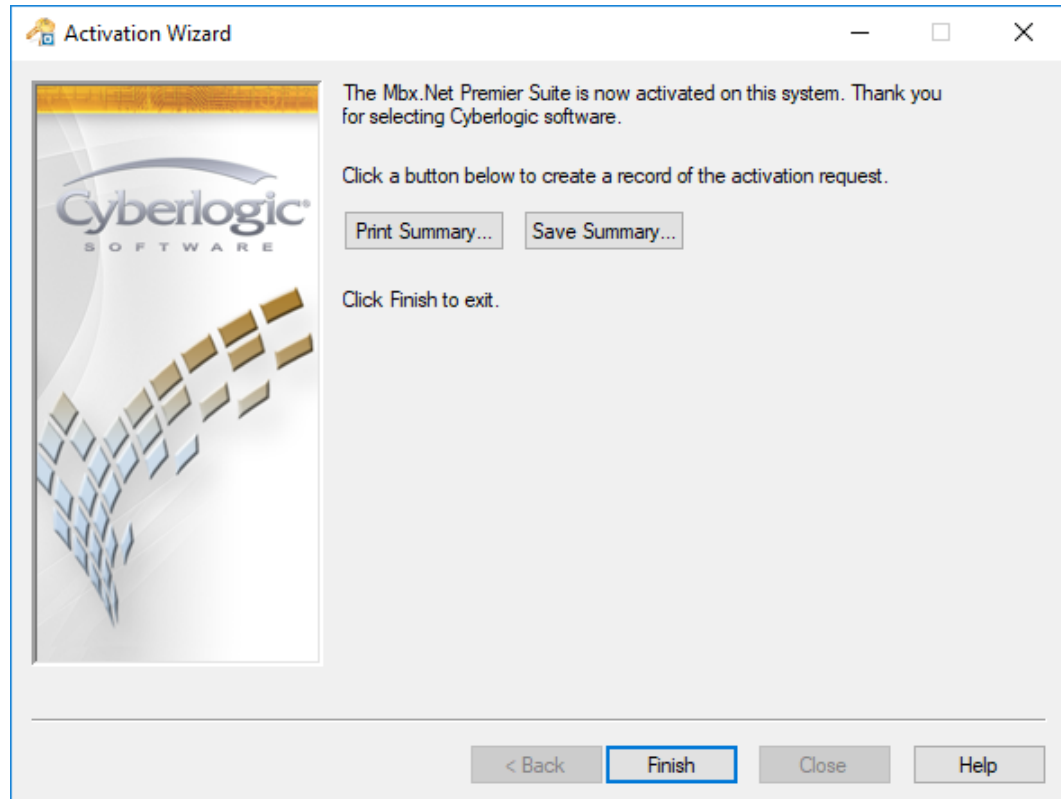 Activation Wizard
The Mbx.Net Premier Suite is now activated on this system. Thank you
for selecting Cyberlogic software.
Click a button below to create a record of the activation request.
Cyberlogic®
SOFTWARE
Print Summary...
Save Summary...
Click Finish to exit.
< Back
Finish
Close
Help